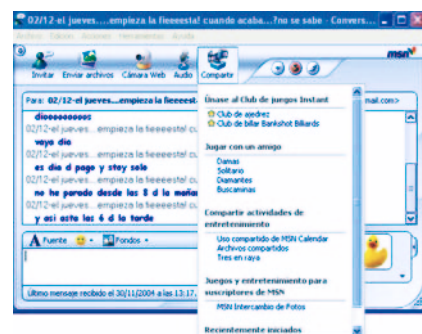 02/12-el jueves....empieza la fieeeesta! cuando acaba...?no se sabe - Convers...
Archivo Edición Acciones Herramientas Ayuda
Invitar Enviar archivos Cámara Web Audio Compartir
msn
Para: 02/12-el jueves...empieza la fieeeest
mail.com>
dioooooooos
02/12-el jueves...empieza la fieeeesta! cu
vaya dia
02/12-el jueves...empieza la fieeeesta! cu
es dia d pago y stoy solo
02/12-el jueves...empieza la fieeeesta! cu
no he parado desde las 8 d la mañan
02/12-el jueves...empieza la fieeeesta! cu
y asi asta las 6 d la tarde
Fuente Fondos
Último mensaje recibido el 30/11/2004 a las 13:17.
Únase al Club de juegos Instant
Club de ajedrez
Club de billar Bankshot Billiards
Jugar con un amigo
Damas
Solitario
Diamantes
Buscaminas
Compartir actividades de
entretenimiento
Uso compartido de MSN Calendar
Archivos compartidos
Tres en raya
Juegos y entretenimiento para
suscriptores de MSN
MSN Intercambio de Fotos
Recientemente iniciados